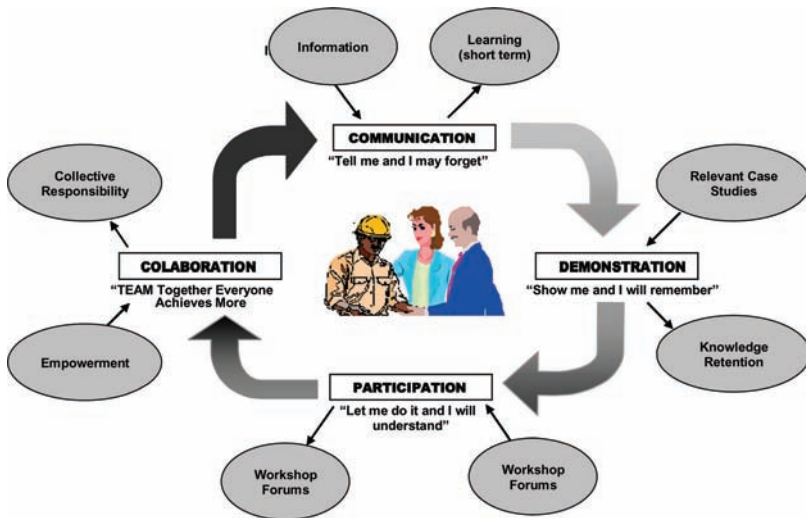 Information
Learning
(short term)
COMMUNICATION
“Tell me and I may forget”
Collective
Responsibility
Relevant Case
Studies
COLABORATION
“TEAM Together Everyone
Achieves More
DEMONSTRATION
“Show me and I will remember”
Empowerment
Knowledge
Retention
PARTICIPATION
“Let me do it and I will
understand”
Workshop
Forums
Workshop
Forums